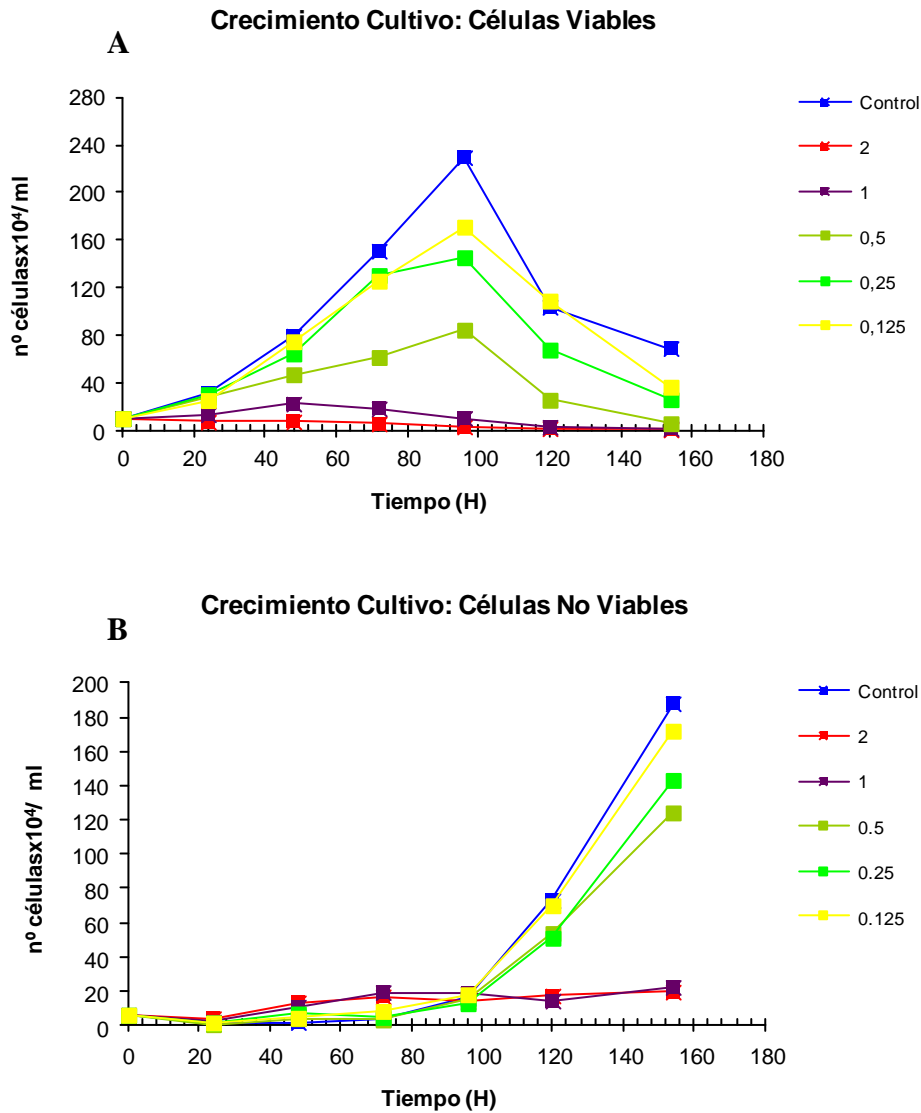 Crecimiento Cultivo: Células Viables
A
280
240
200
160
120
80
40
0
nº célulasx10⁴/ ml
0 20 40 60 80 100 120 140 160 180
Tiempo (H)
Control
2
1
0,5
0,25
0,125
Crecimiento Cultivo: Células No Viables
B
200
180
160
140
120
100
80
60
40
20
0
nº célulasx10⁴/ ml
0 20 40 60 80 100 120 140 160 180
Tiempo (H)
Control
2
1
0.5
0.25
0.125